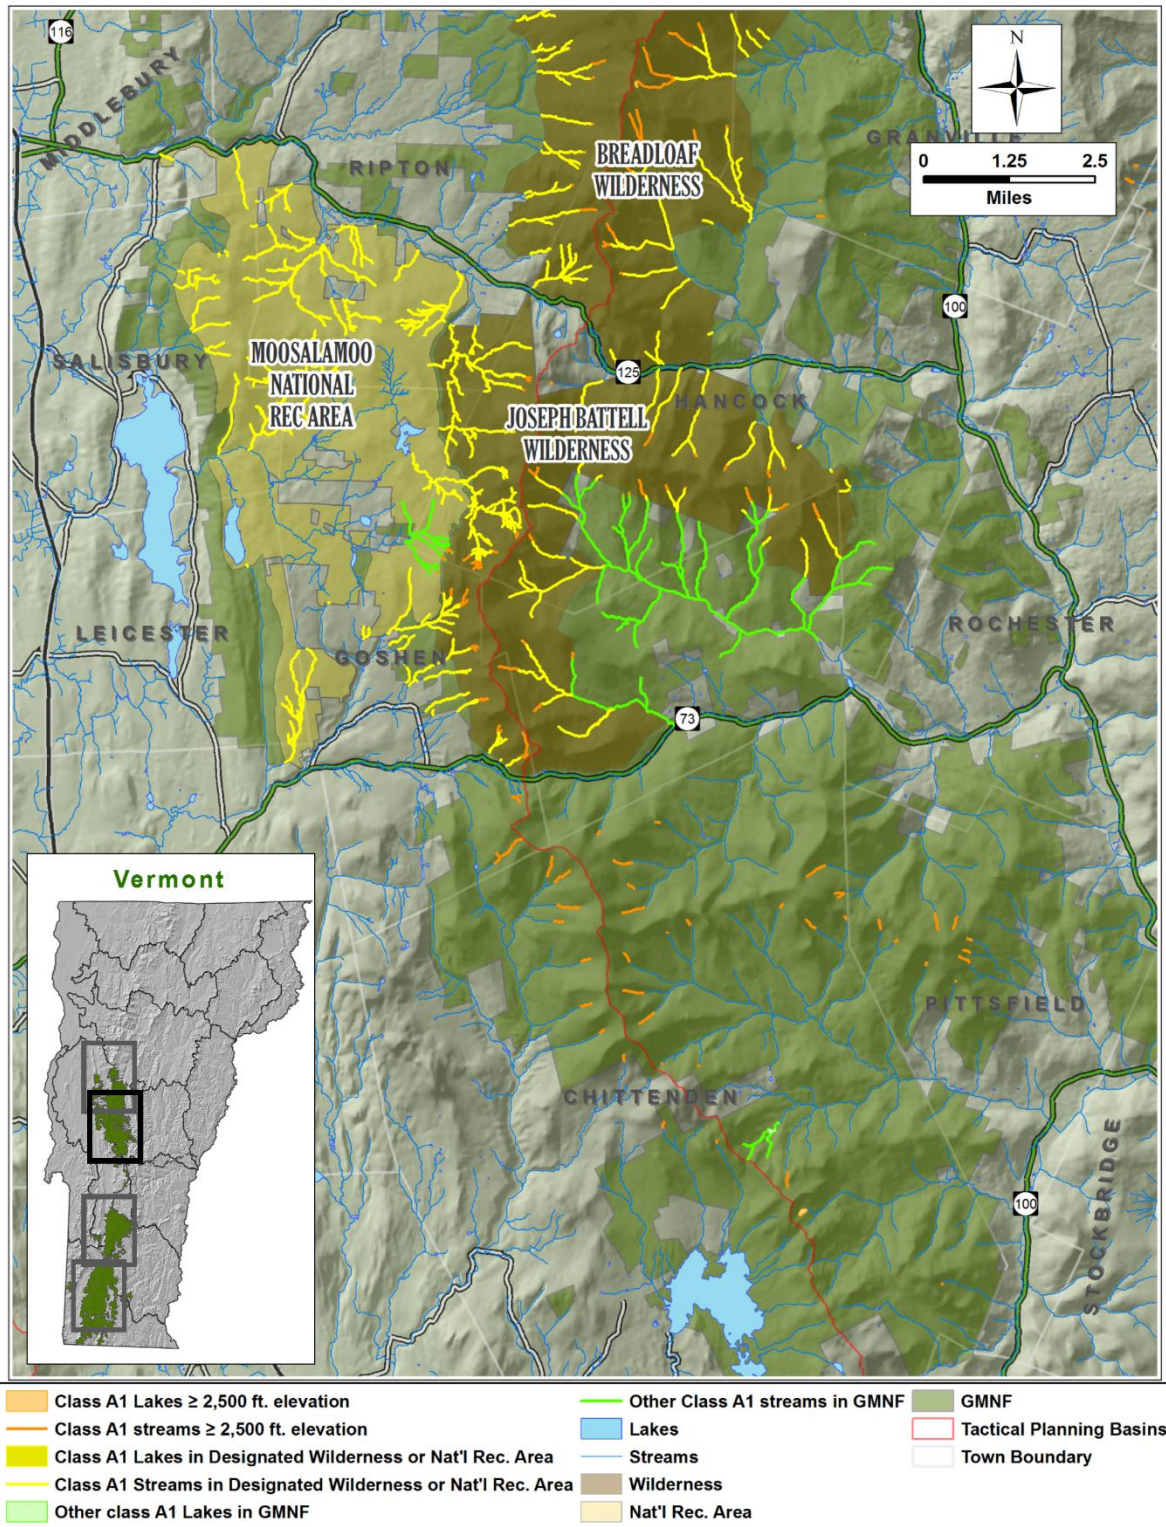 116
MIDDLEBURY
N
GRANVILLE
0 1.25 2.5
Miles
RIPTON
BREADLOAF
WILDERNESS
100
SALISBURY
MOOSALAMOO
NATIONAL
REC AREA
125
HANCOCK
JOSEPH BATTELL
WILDERNESS
LEICESTER
GOSHEN
ROCHESTER
73
Vermont
PITTSFIELD
CHITTENDEN
STOCKBRIDGE
100
Class A1 Lakes ≥ 2,500 ft. elevation
Class A1 streams ≥ 2,500 ft. elevation
Class A1 Lakes in Designated Wilderness or Nat'l Rec. Area
Class A1 Streams in Designated Wilderness or Nat'l Rec. Area
Other class A1 Lakes in GMNF
Other Class A1 streams in GMNF
Lakes
Streams
Wilderness
Nat'l Rec. Area
GMNF
Tactical Planning Basins
Town Boundary